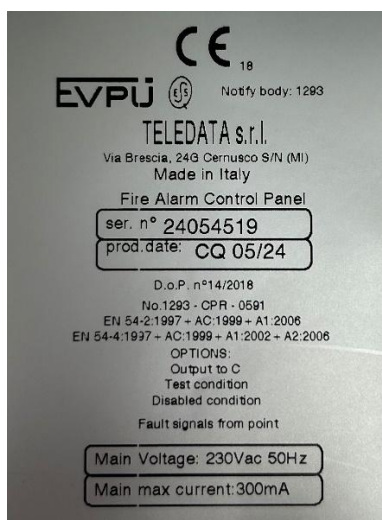 CE
18
EVPÚ Notify body: 1293
TELEDATA s.r.l.
Via Brescia, 24G Cernusco S/N (MI)
Made in Italy
Fire Alarm Control Panel
ser. n° 24054519
prod.date: CQ 05/24
D.o.P. n°14/2018
No.1293 - CPR - 0591
EN 54-2:1997 + AC:1999 + A1:2006
EN 54-4:1997 + AC:1999 + A1:2002 + A2:2006
OPTIONS:
Output to C
Test condition
Disabled condition
Fault signals from point
Main Voltage: 230Vac 50Hz
Main max current:300mA